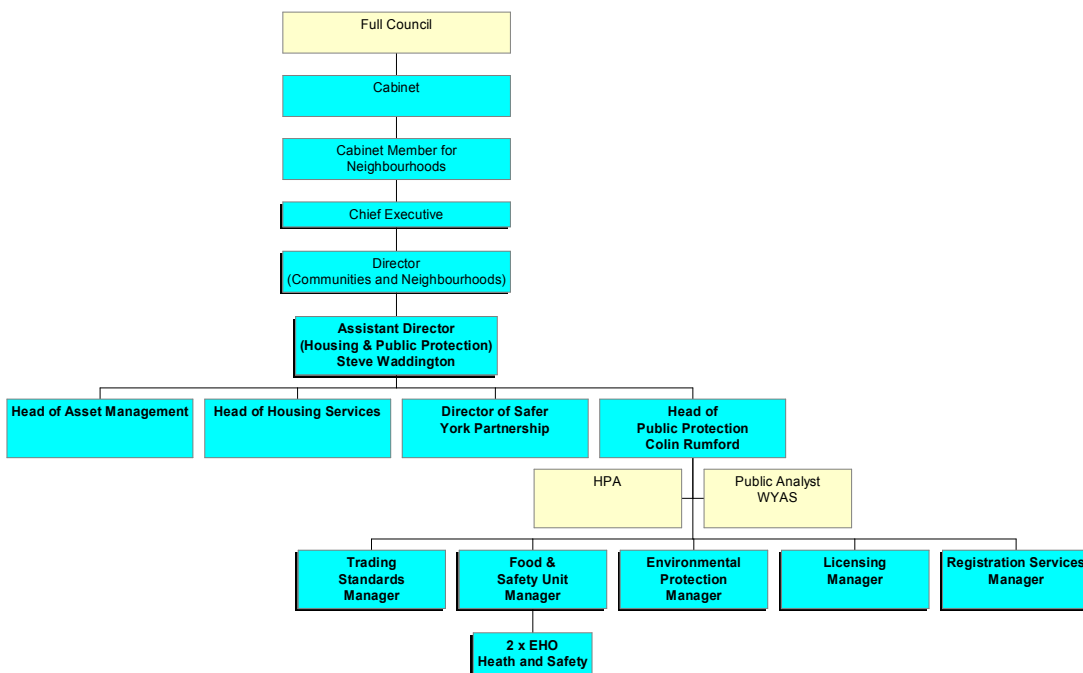 Full Council
Cabinet
Cabinet Member for
Neighbourhoods
Chief Executive
Director
(Communities and Neighbourhoods)
Assistant Director
(Housing & Public Protection)
Steve Waddington
Head of Asset Management
Head of Housing Services
Director of Safer
York Partnership
Head of
Public Protection
Colin Rumford
HPA
Public Analyst
WYAS
Trading
Standards
Manager
Food &
Safety Unit
Manager
Environmental
Protection
Manager
Licensing
Manager
Registration Services
Manager
2 x EHO
Heath and Safety